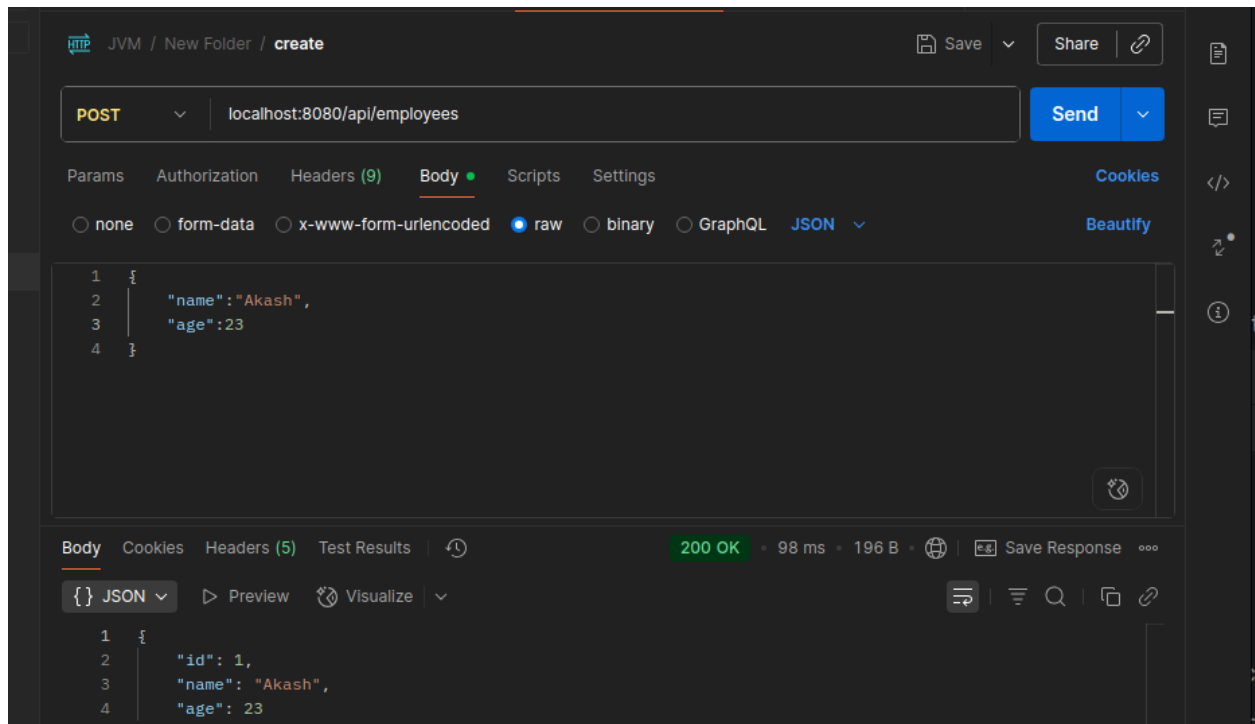 HTTP JVM / New Folder / create Save Share
POST localhost:8080/api/employees Send
Params Authorization Headers (9) Body Scripts Settings Cookies
none form-data x-www-form-urlencoded raw binary GraphQL JSON Beautify
1 {
2 "name":"Akash",
3 "age":23
4 }
Body Cookies Headers (5) Test Results 200 OK • 98 ms • 196 B • e.g. Save Response
{} JSON Preview Visualize
1 {
2 "id": 1,
3 "name": "Akash",
4 "age": 23